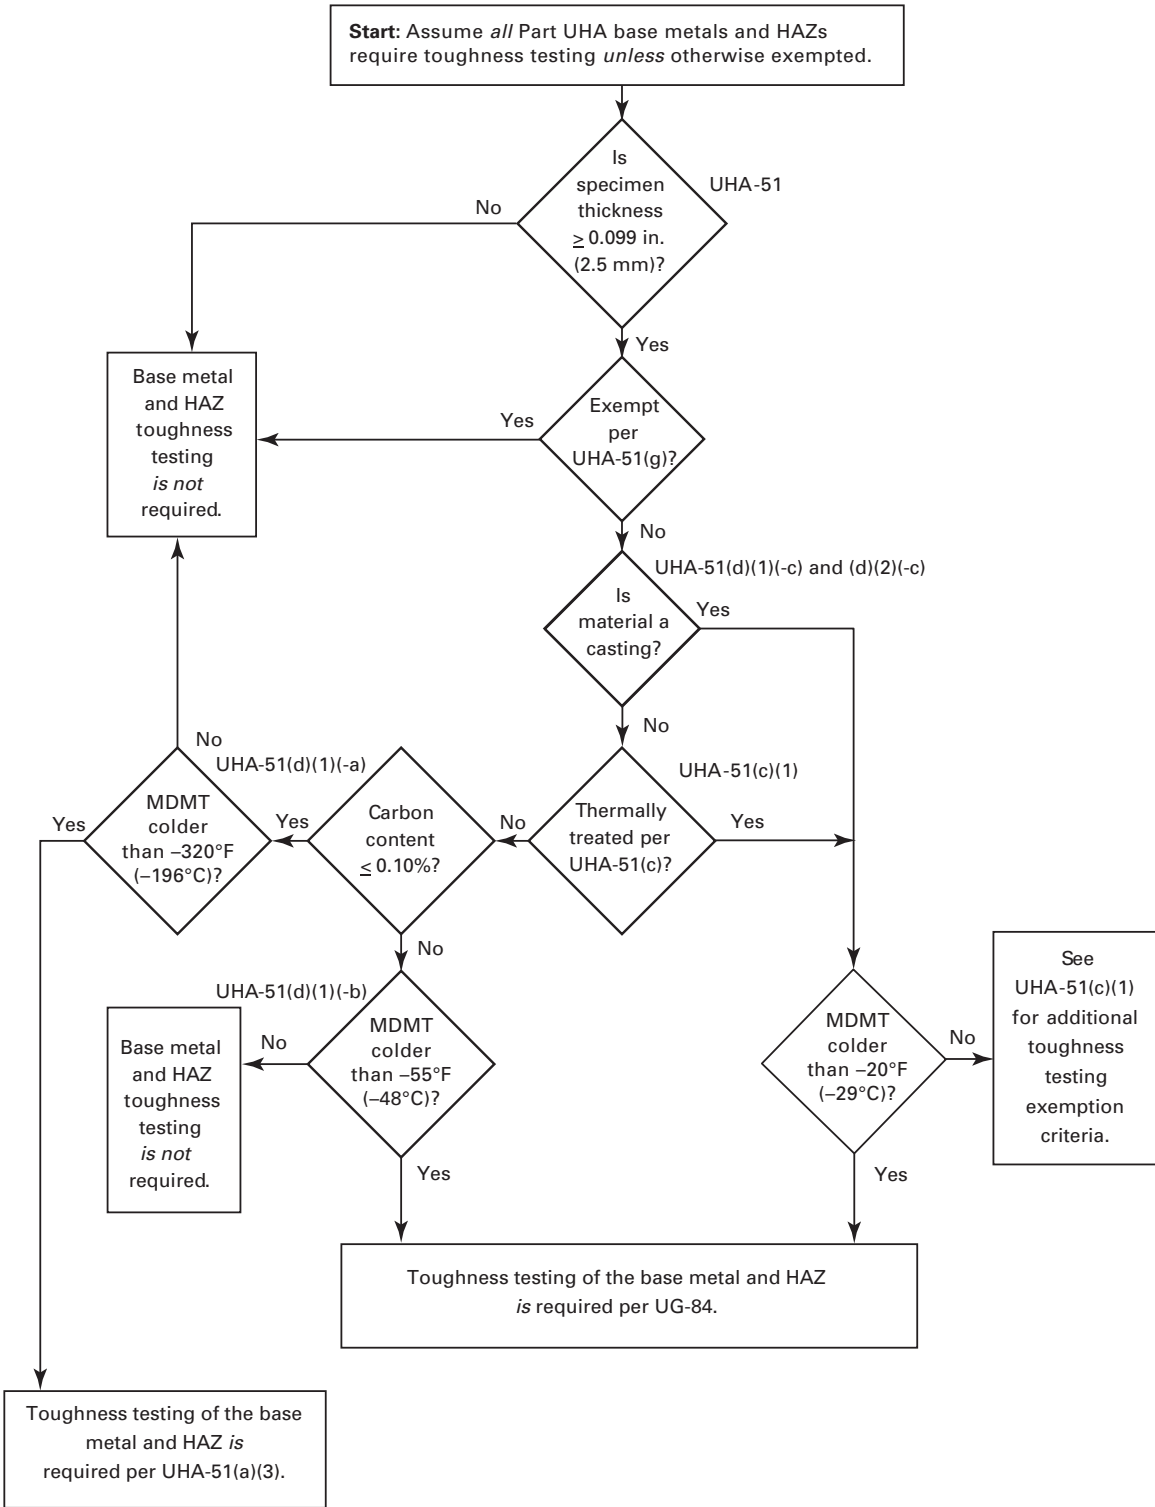 Start: Assume all Part UHA base metals and HAZs
require toughness testing unless otherwise exempted.
Is
specimen
thickness
≥ 0.099 in.
(2.5 mm)?
UHA-51
No
Yes
Base metal
and HAZ
toughness
testing
is not
required.
Yes
Exempt
per
UHA-51(g)?
No
UHA-51(d)(1)(-c) and (d)(2)(-c)
Is
material a
casting?
Yes
No
No
UHA-51(d)(1)(-a)
UHA-51(c)(1)
Yes
MDMT
colder
than –320°F
(–196°C)?
Yes
Carbon
content
≤ 0.10%?
No
Thermally
treated per
UHA-51(c)?
Yes
No
UHA-51(d)(1)(-b)
Base metal
and HAZ
toughness
testing
is not
required.
No
MDMT
colder
than –55°F
(–48°C)?
Yes
MDMT
colder
than –20°F
(–29°C)?
No
Yes
See
UHA-51(c)(1)
for additional
toughness
testing
exemption
criteria.
Toughness testing of the base metal and HAZ
is required per UG-84.
Toughness testing of the base
metal and HAZ is
required per UHA-51(a)(3).